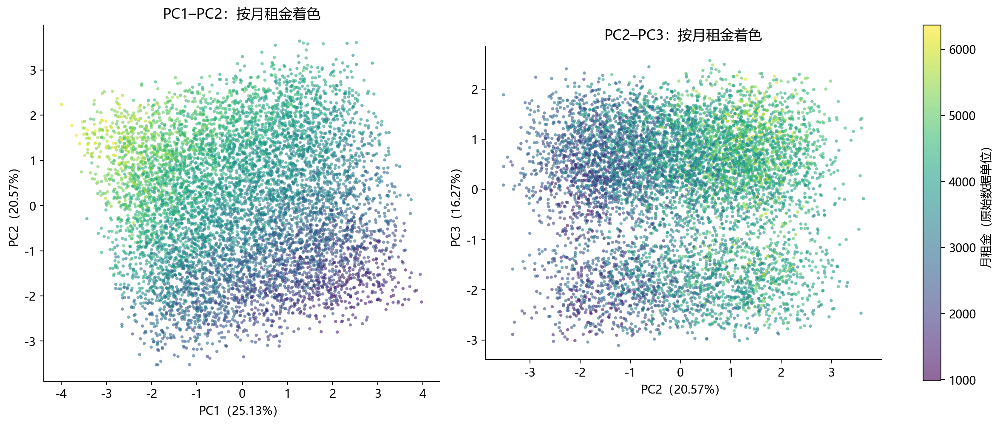 PC1–PC2：按月租金着色
3
2
1
0
-1
-2
-3
PC2（20.57%）
-4 -3 -2 -1 0 1 2 3 4
PC1（25.13%）
PC2–PC3：按月租金着色
2
1
0
-1
-2
-3
PC3（16.27%）
-3 -2 -1 0 1 2 3
PC2（20.57%）
6000
5000
4000
3000
2000
1000
月租金（原始数据单位）